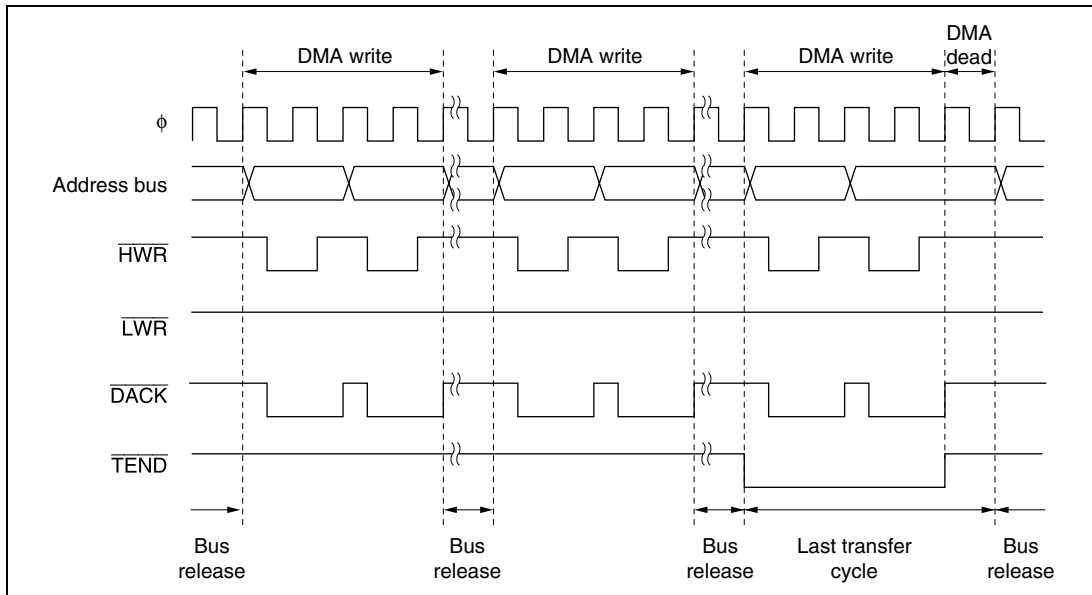 DMA write
DMA write
DMA write
DMA
dead
ϕ
Address bus
HWR
LWR
DACK
TEND
Bus
release
Bus
release
Bus
release
Last transfer
cycle
Bus
release